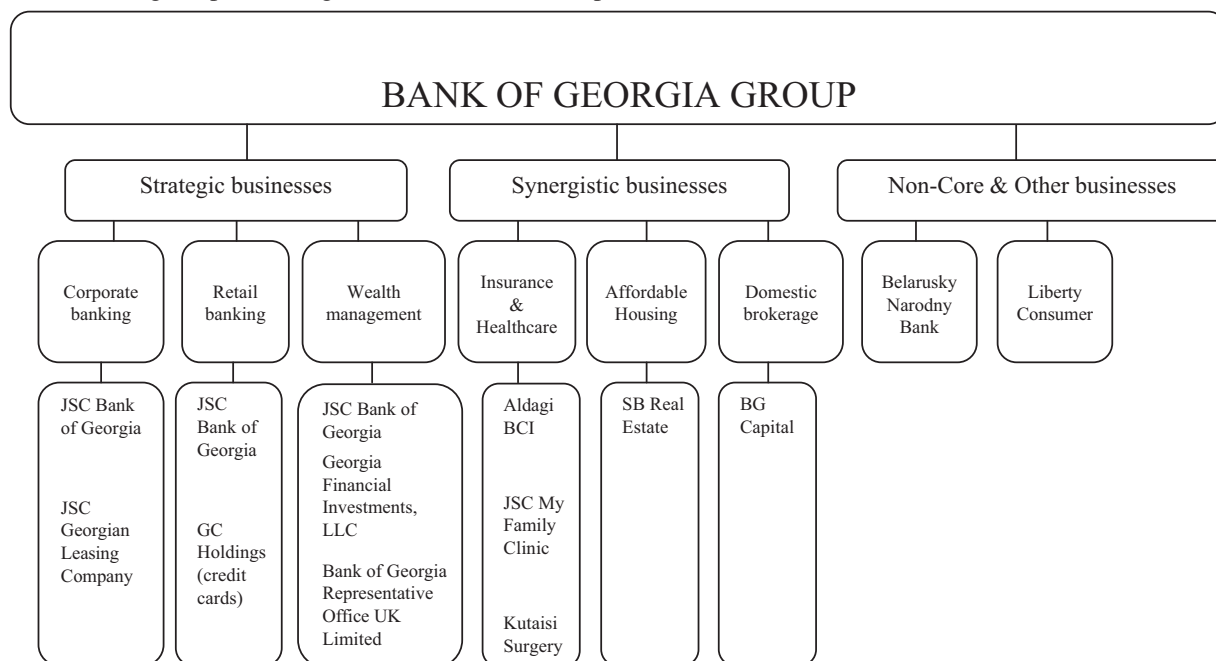 BANK OF GEORGIA GROUP
Strategic businesses
Synergistic businesses
Non-Core & Other businesses
Corporate
banking
Retail
banking
Wealth
management
Insurance
&
Healthcare
Affordable
Housing
Domestic
brokerage
Belarusky
Narodny
Bank
Liberty
Consumer
JSC Bank
of Georgia
JSC
Georgian
Leasing
Company
JSC
Bank of
Georgia
GC
Holdings
(credit
cards)
JSC Bank of
Georgia
Georgia
Financial
Investments,
LLC
Bank of Georgia
Representative
Office UK
Limited
Aldagi
BCI
JSC My
Family
Clinic
Kutaisi
Surgery
SB Real
Estate
BG
Capital